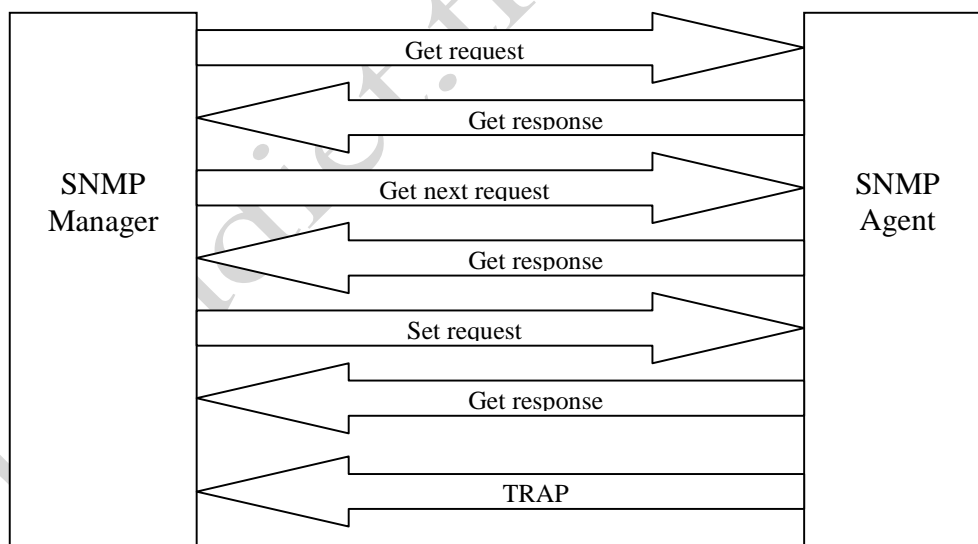 Get request
Get response
SNMP
Manager
Get next request
SNMP
Agent
Get response
Set request
Get response
TRAP